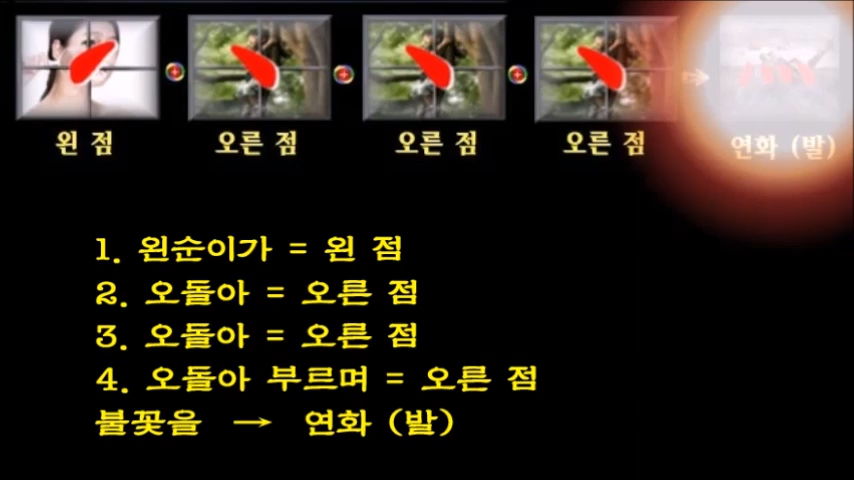 왼 점
오른 점
오른 점
오른 점
연화 (발)
1. 왼순이가 = 왼 점
2. 오돌아 = 오른 점
3. 오돌아 = 오른 점
4. 오돌아 부르며 = 오른 점
불꽃을 → 연화 (발)